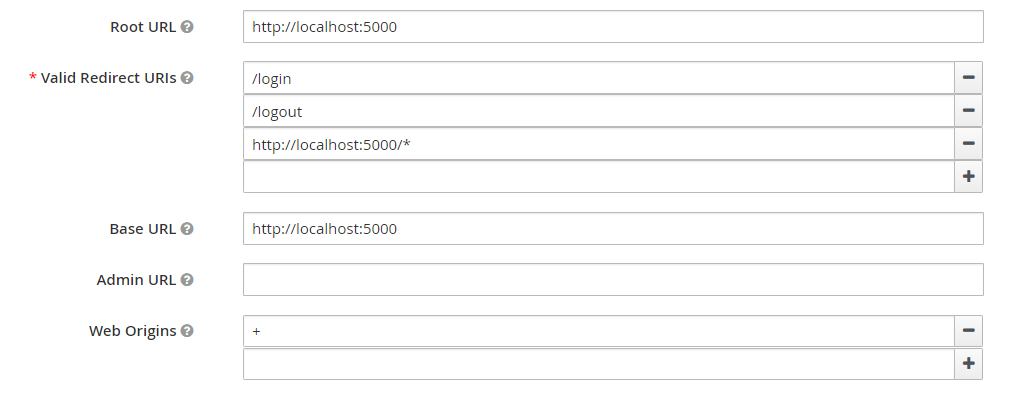 Root URL http://localhost:5000
* Valid Redirect URIs /login
/logout
http://localhost:5000/*
Base URL http://localhost:5000
Admin URL
Web Origins +